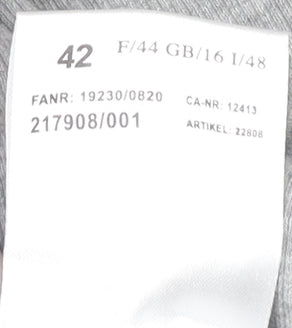 42 F/44 GB/16 I/48
FANR: 19230/0820 CA-NR: 12413
217908/001 ARTIKEL: 22808